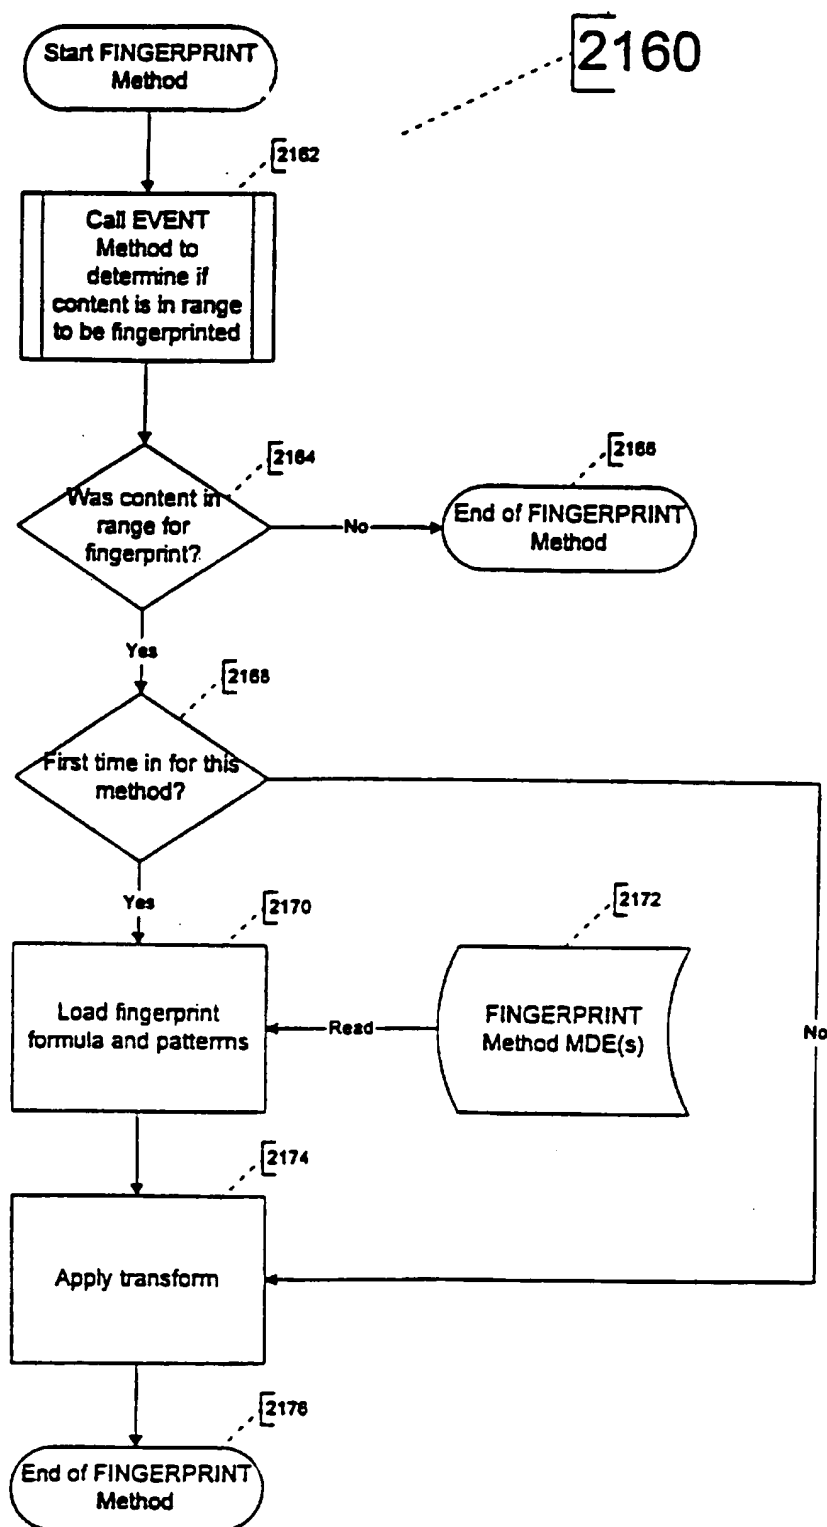 Start FINGERPRINT
Method
2160
2162
Call EVENT
Method to
determine if
content is in range
to be fingerprinted
2164
Was content in
range for
fingerprint?
No
2166
End of FINGERPRINT
Method
Yes
2168
First time in for this
method?
Yes
2170
Load fingerprint
formula and patterns
Read
2172
FINGERPRINT
Method MDE(s)
No
2174
Apply transform
2176
End of FINGERPRINT
Method